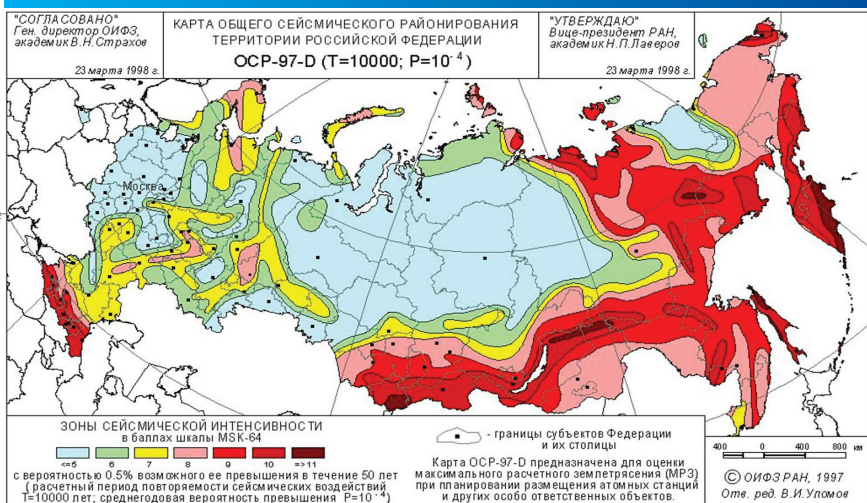 "СОГЛАСОВАНО"
Ген. директор ОИФЗ,
академик В.Н.Страхов
23 марта 1998 г.
КАРТА ОБЩЕГО СЕЙСМИЧЕСКОГО РАЙОНИРОВАНИЯ
ТЕРРИТОРИИ РОССИЙСКОЙ ФЕДЕРАЦИИ
ОСР-97-D (T=10000; P=10⁻⁴)
"УТВЕРЖДАЮ"
Вице-президент РАН,
академик Н.П.Лаверов
23 марта 1998 г.
Москва
ЗОНЫ СЕЙСМИЧЕСКОЙ ИНТЕНСИВНОСТИ
в баллах шкалы MSK-64
<=5 6 7 8 9 10 =>11
с вероятностью 0.5% возможного ее превышения в течение 50 лет
(расчетный период повторяемости сейсмических воздействий
T=10000 лет; среднегодовая вероятность превышения P=10⁻⁴)
- границы субъектов Федерации
и их столицы
Карта ОСР-97-D предназначена для оценки
максимального расчетного землетрясения (МРЗ)
при планировании размещения атомных станций
и других особо ответственных объектов.
400 0 400 800 км
© ОИФЗ РАН, 1997
Отв. ред. В.И.Уломов